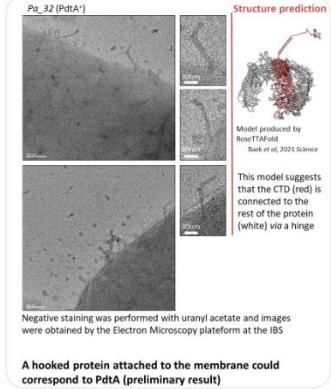 Pa_32 (PdtA⁺)
Structure prediction
30nm
30nm
30nm
Model produced by
RoseTTAFold
Baek et al, 2021 Science
This model suggests
that the CTD (red) is
connected to the
rest of the protein
(white) via a hinge
Negative staining was performed with uranyl acetate and images
were obtained by the Electron Microscopy plateform at the IBS
A hooked protein attached to the membrane could
correspond to PdtA (preliminary result)